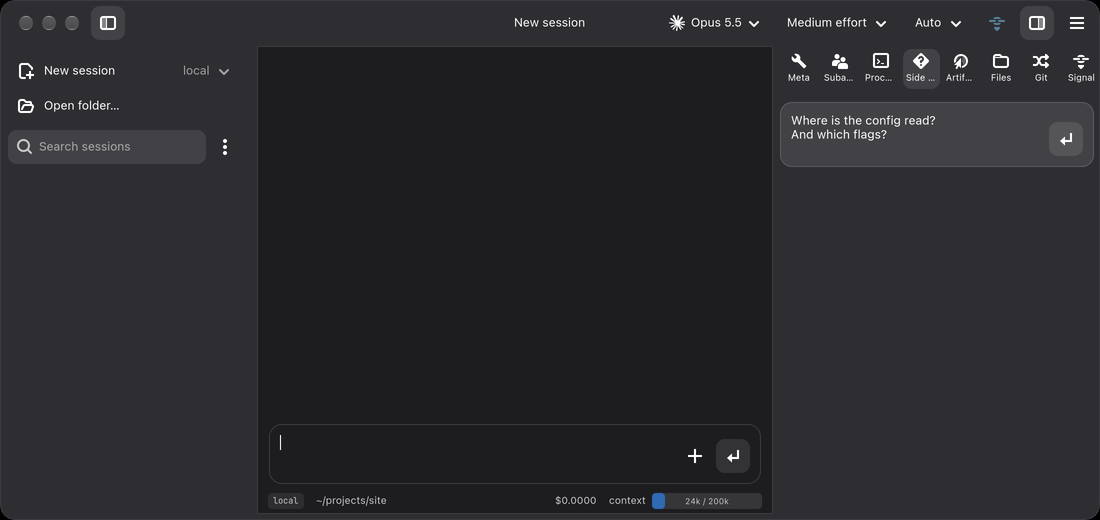 New session
Opus 5.5
Medium effort
Auto
New session
local
Open folder...
Search sessions
Meta
Suba...
Proc...
Side ...
Artif...
Files
Git
Signal
Where is the config read?
And which flags?
local
~/projects/site
$0.0000
context
24k / 200k